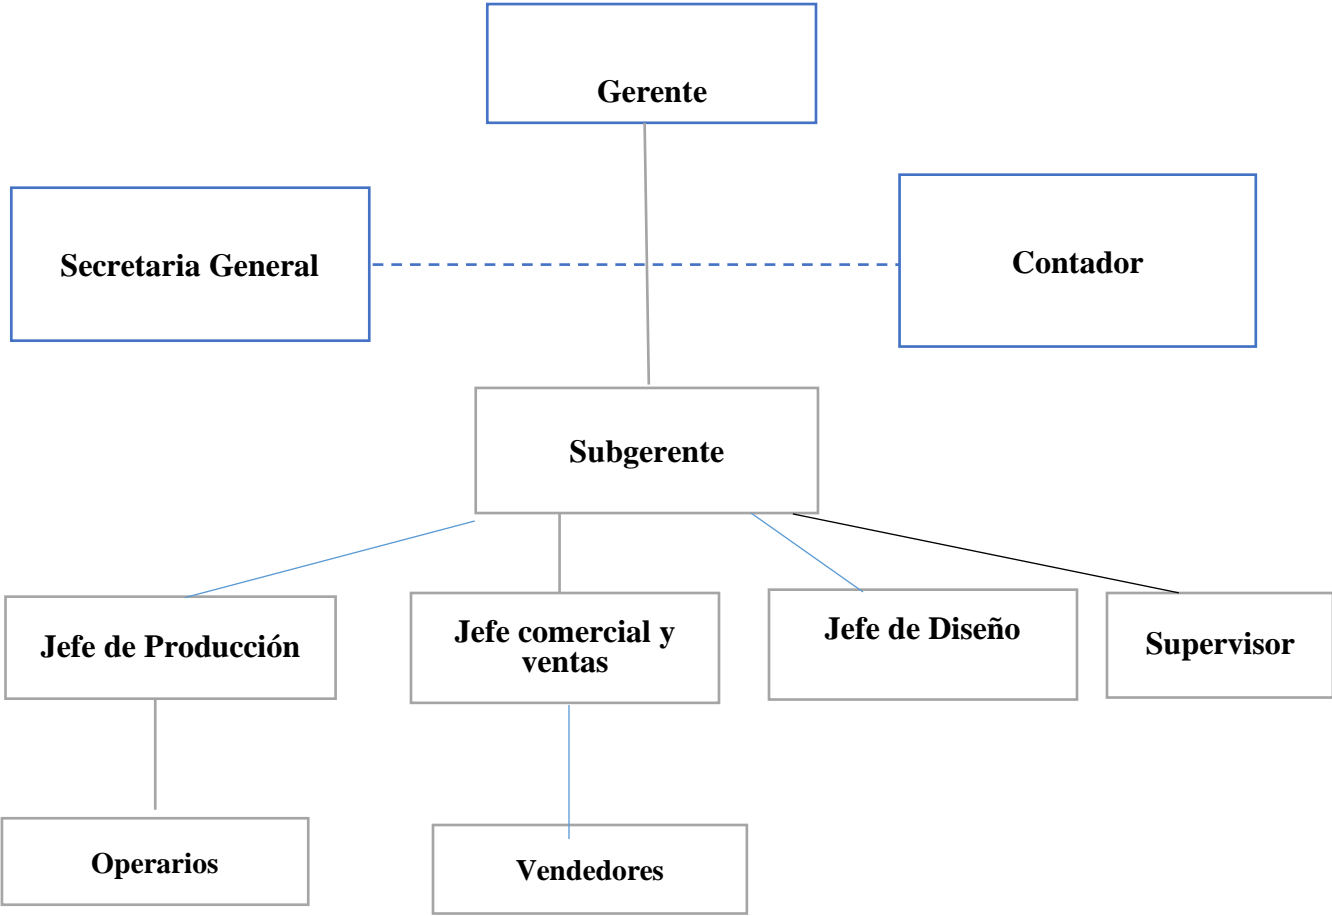 Gerente
Secretaria General
Contador
Subgerente
Jefe de Producción
Jefe comercial y
ventas
Jefe de Diseño
Supervisor
Operarios
Vendedores